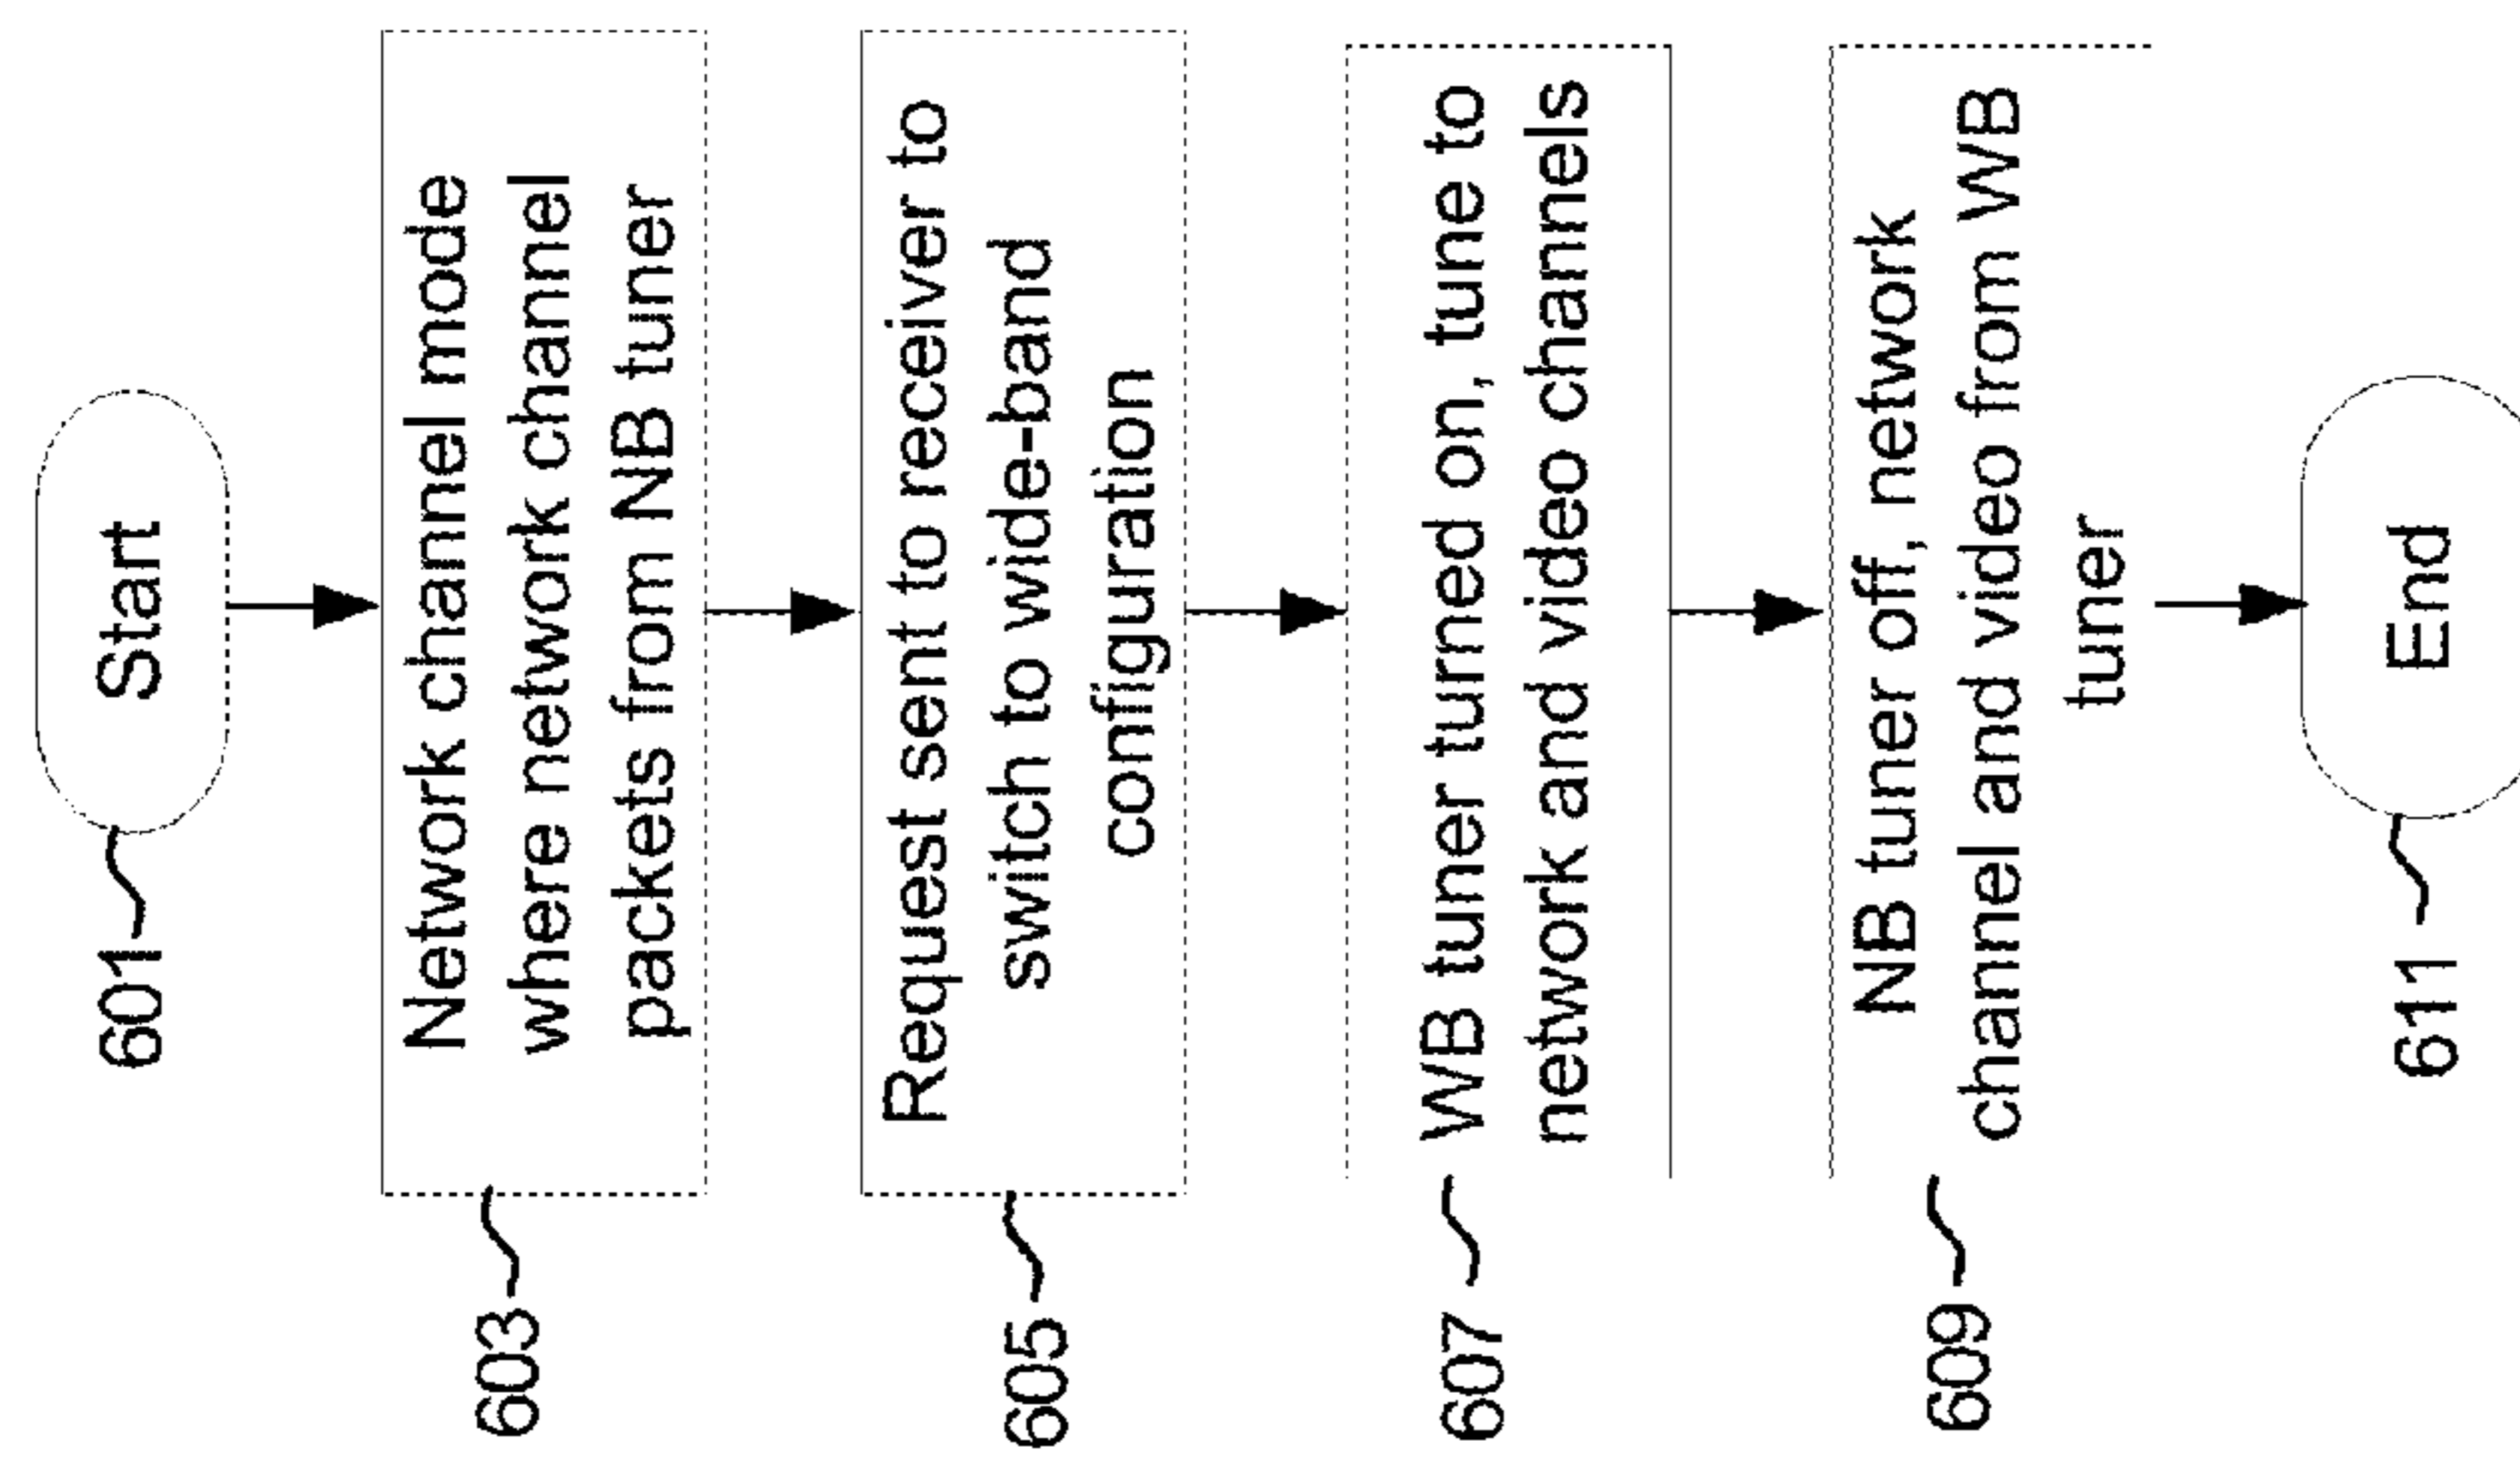 Start
601
Network channel mode
where network channel
packets from NB tuner
603
Request sent to receiver to
switch to wide-band
configuration
605
WB tuner turned on, tune to
network and video channels
607
NB tuner off, network
channel and video from WB
tuner
609
End
611